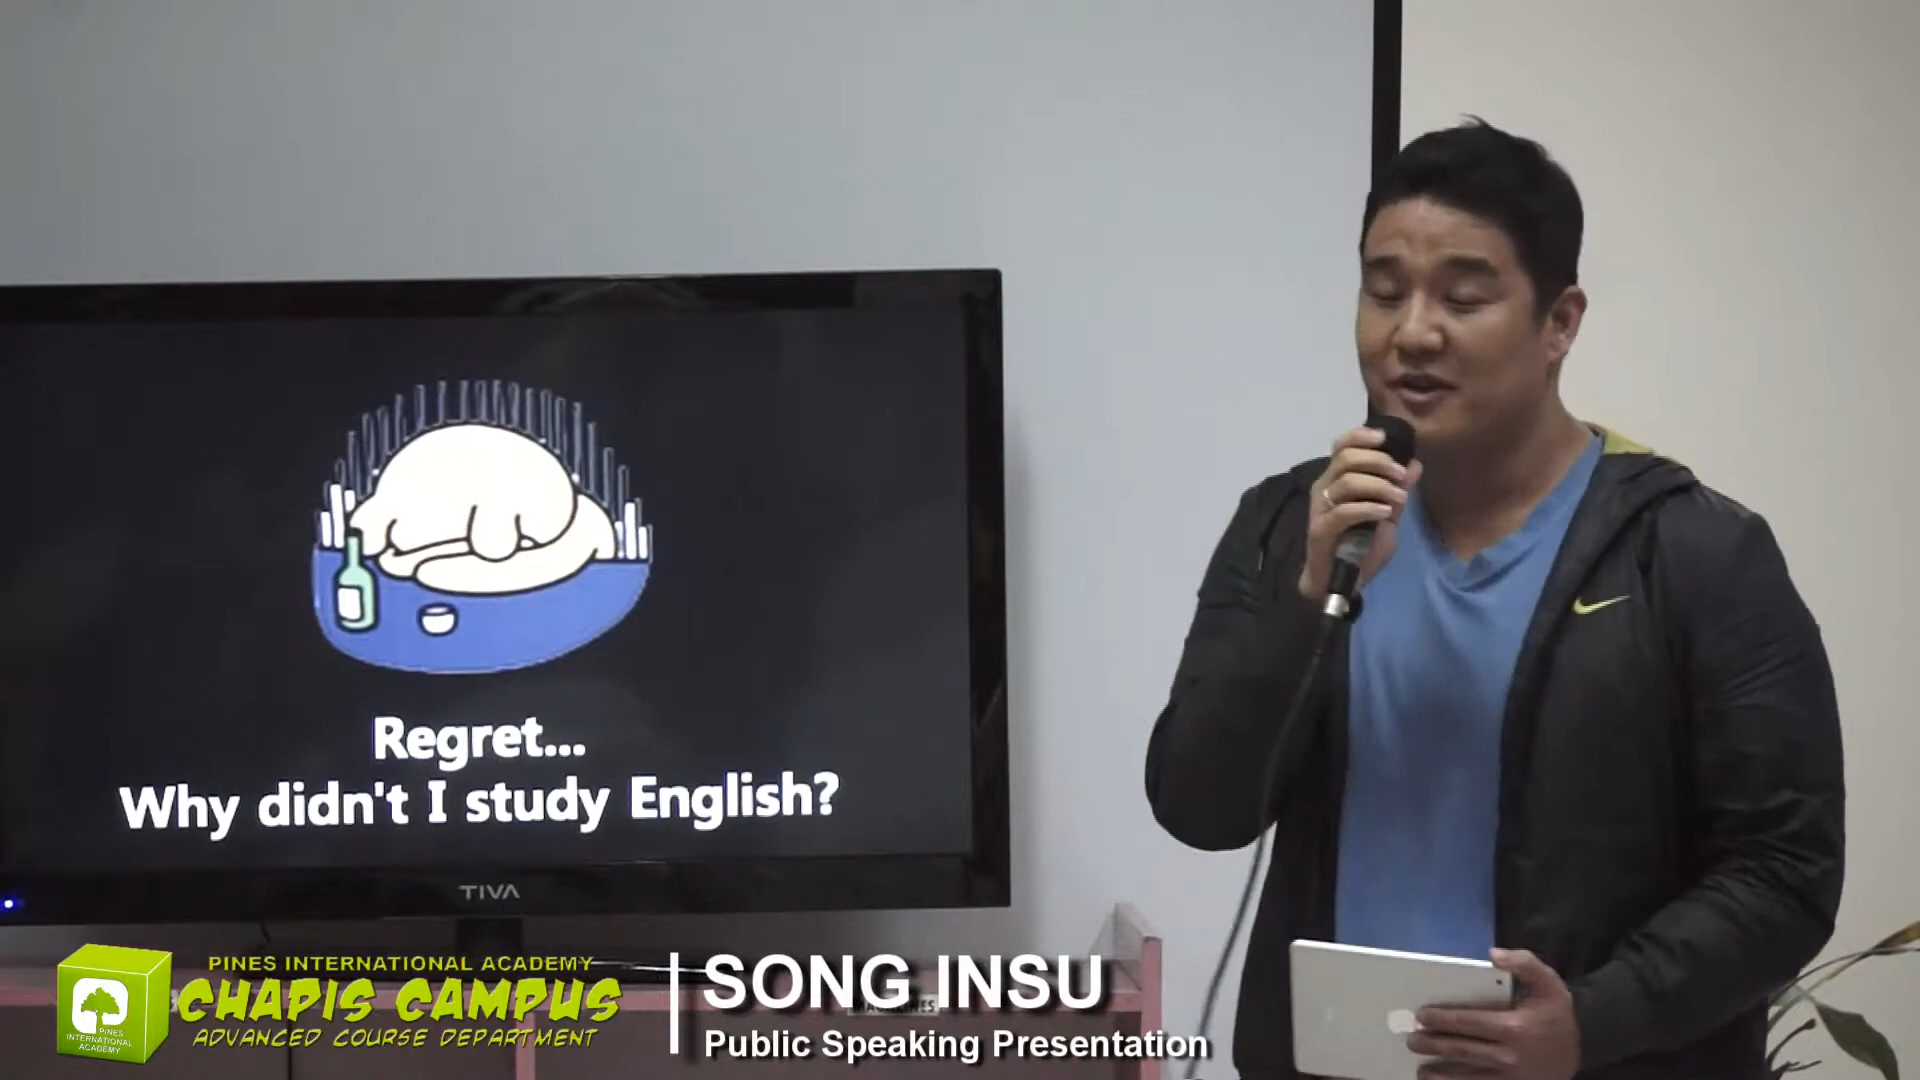 Regret...
Why didn't I study English?
TIVA
PINES INTERNATIONAL ACADEMY
CHAPIS CAMPUS
ADVANCED COURSE DEPARTMENT
PINES
INTERNATIONAL
ACADEMY
SONG INSU
Public Speaking Presentation